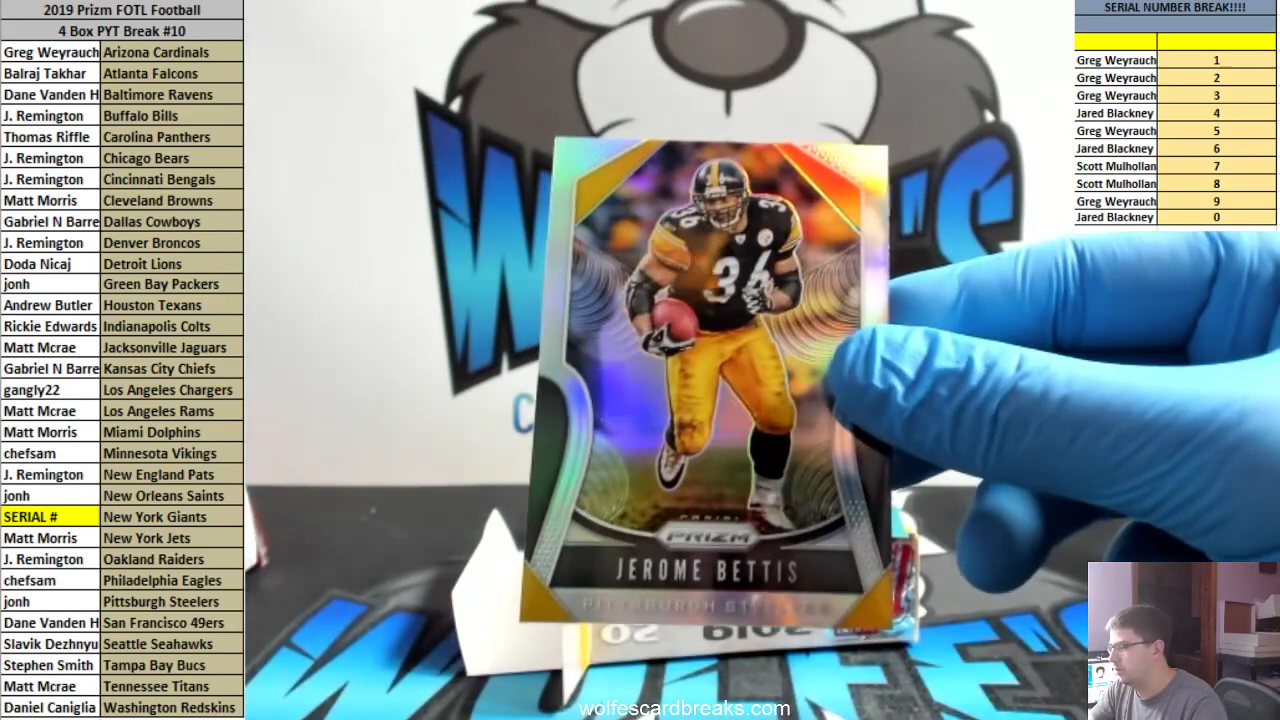 2019 Prizm FOTL Football
4 Box PYT Break #10
Greg Weyrauch Arizona Cardinals
Balraj Takhar Atlanta Falcons
Dane Vanden H Baltimore Ravens
J. Remington Buffalo Bills
Thomas Riffle Carolina Panthers
J. Remington Chicago Bears
J. Remington Cincinnati Bengals
Matt Morris Cleveland Browns
Gabriel N Barre Dallas Cowboys
J. Remington Denver Broncos
Doda Nicaj Detroit Lions
jonh Green Bay Packers
Andrew Butler Houston Texans
Rickie Edwards Indianapolis Colts
Matt Mcrae Jacksonville Jaguars
Gabriel N Barre Kansas City Chiefs
gangly22 Los Angeles Chargers
Matt Mcrae Los Angeles Rams
Matt Morris Miami Dolphins
chefsam Minnesota Vikings
J. Remington New England Pats
jonh New Orleans Saints
SERIAL # New York Giants
Matt Morris New York Jets
J. Remington Oakland Raiders
chefsam Philadelphia Eagles
jonh Pittsburgh Steelers
Dane Vanden H San Francisco 49ers
Slavik Dezhnyu Seattle Seahawks
Stephen Smith Tampa Bay Bucs
Matt Mcrae Tennessee Titans
Daniel Caniglia Washington Redskins
SERIAL NUMBER BREAK!!!!
Greg Weyrauch 1
Greg Weyrauch 2
Greg Weyrauch 3
Jared Blackney 4
Greg Weyrauch 5
Jared Blackney 6
Scott Mulhollan 7
Scott Mulhollan 8
Greg Weyrauch 9
Jared Blackney 0
36
36
PANINI
PRIZM
JEROME BETTIS
PITTSBURGH STEELERS
2019 20
WOLFE'S
wolfescardbreaks.com